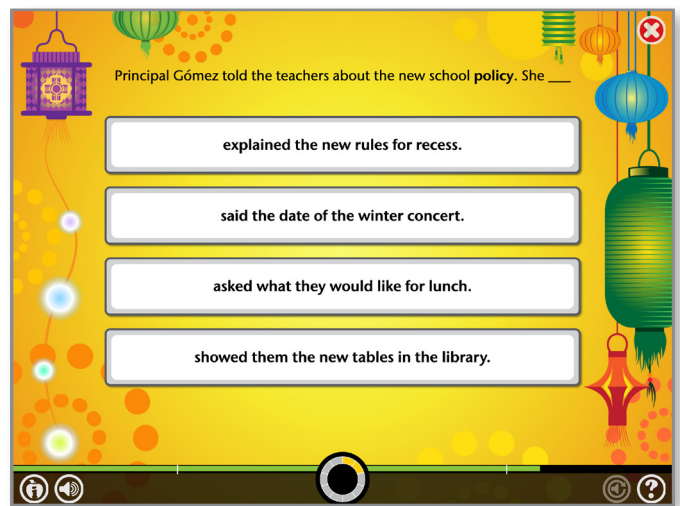 Principal Gómez told the teachers about the new school policy. She ___
explained the new rules for recess.
said the date of the winter concert.
asked what they would like for lunch.
showed them the new tables in the library.
?